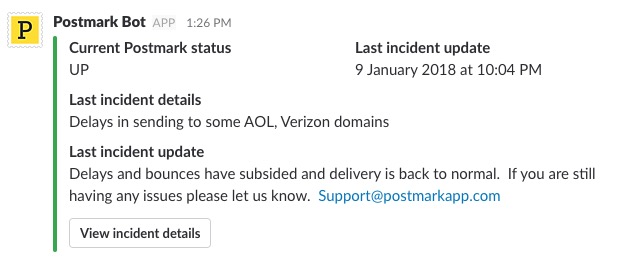 P
Postmark Bot APP 1:26 PM
Current Postmark status
UP
Last incident update
9 January 2018 at 10:04 PM
Last incident details
Delays in sending to some AOL, Verizon domains
Last incident update
Delays and bounces have subsided and delivery is back to normal.  If you are still
having any issues please let us know.  Support@postmarkapp.com
View incident details